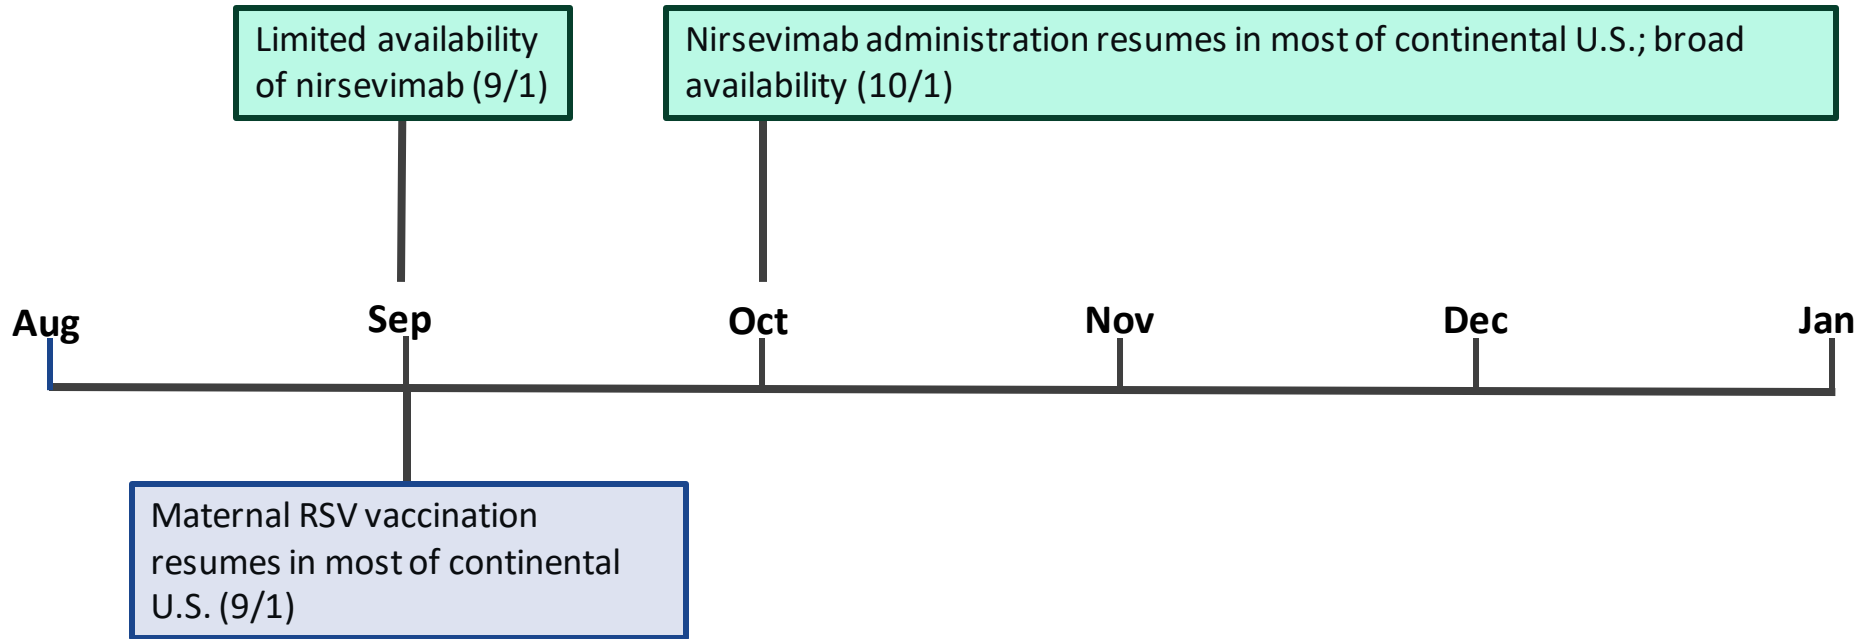 Limited availability
of nirsevimab (9/1)
Nirsevimab administration resumes in most of continental U.S.; broad
availability (10/1)
Aug
Sep
Oct
Nov
Dec
Jan
Maternal RSV vaccination
resumes in most of continental
U.S. (9/1)